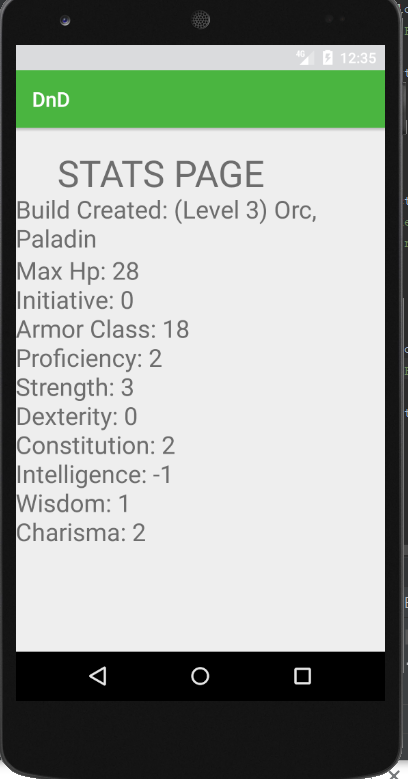 4G 12:35
DnD
STATS PAGE
Build Created: (Level 3) Orc,
Paladin
Max Hp: 28
Initiative: 0
Armor Class: 18
Proficiency: 2
Strength: 3
Dexterity: 0
Constitution: 2
Intelligence: -1
Wisdom: 1
Charisma: 2